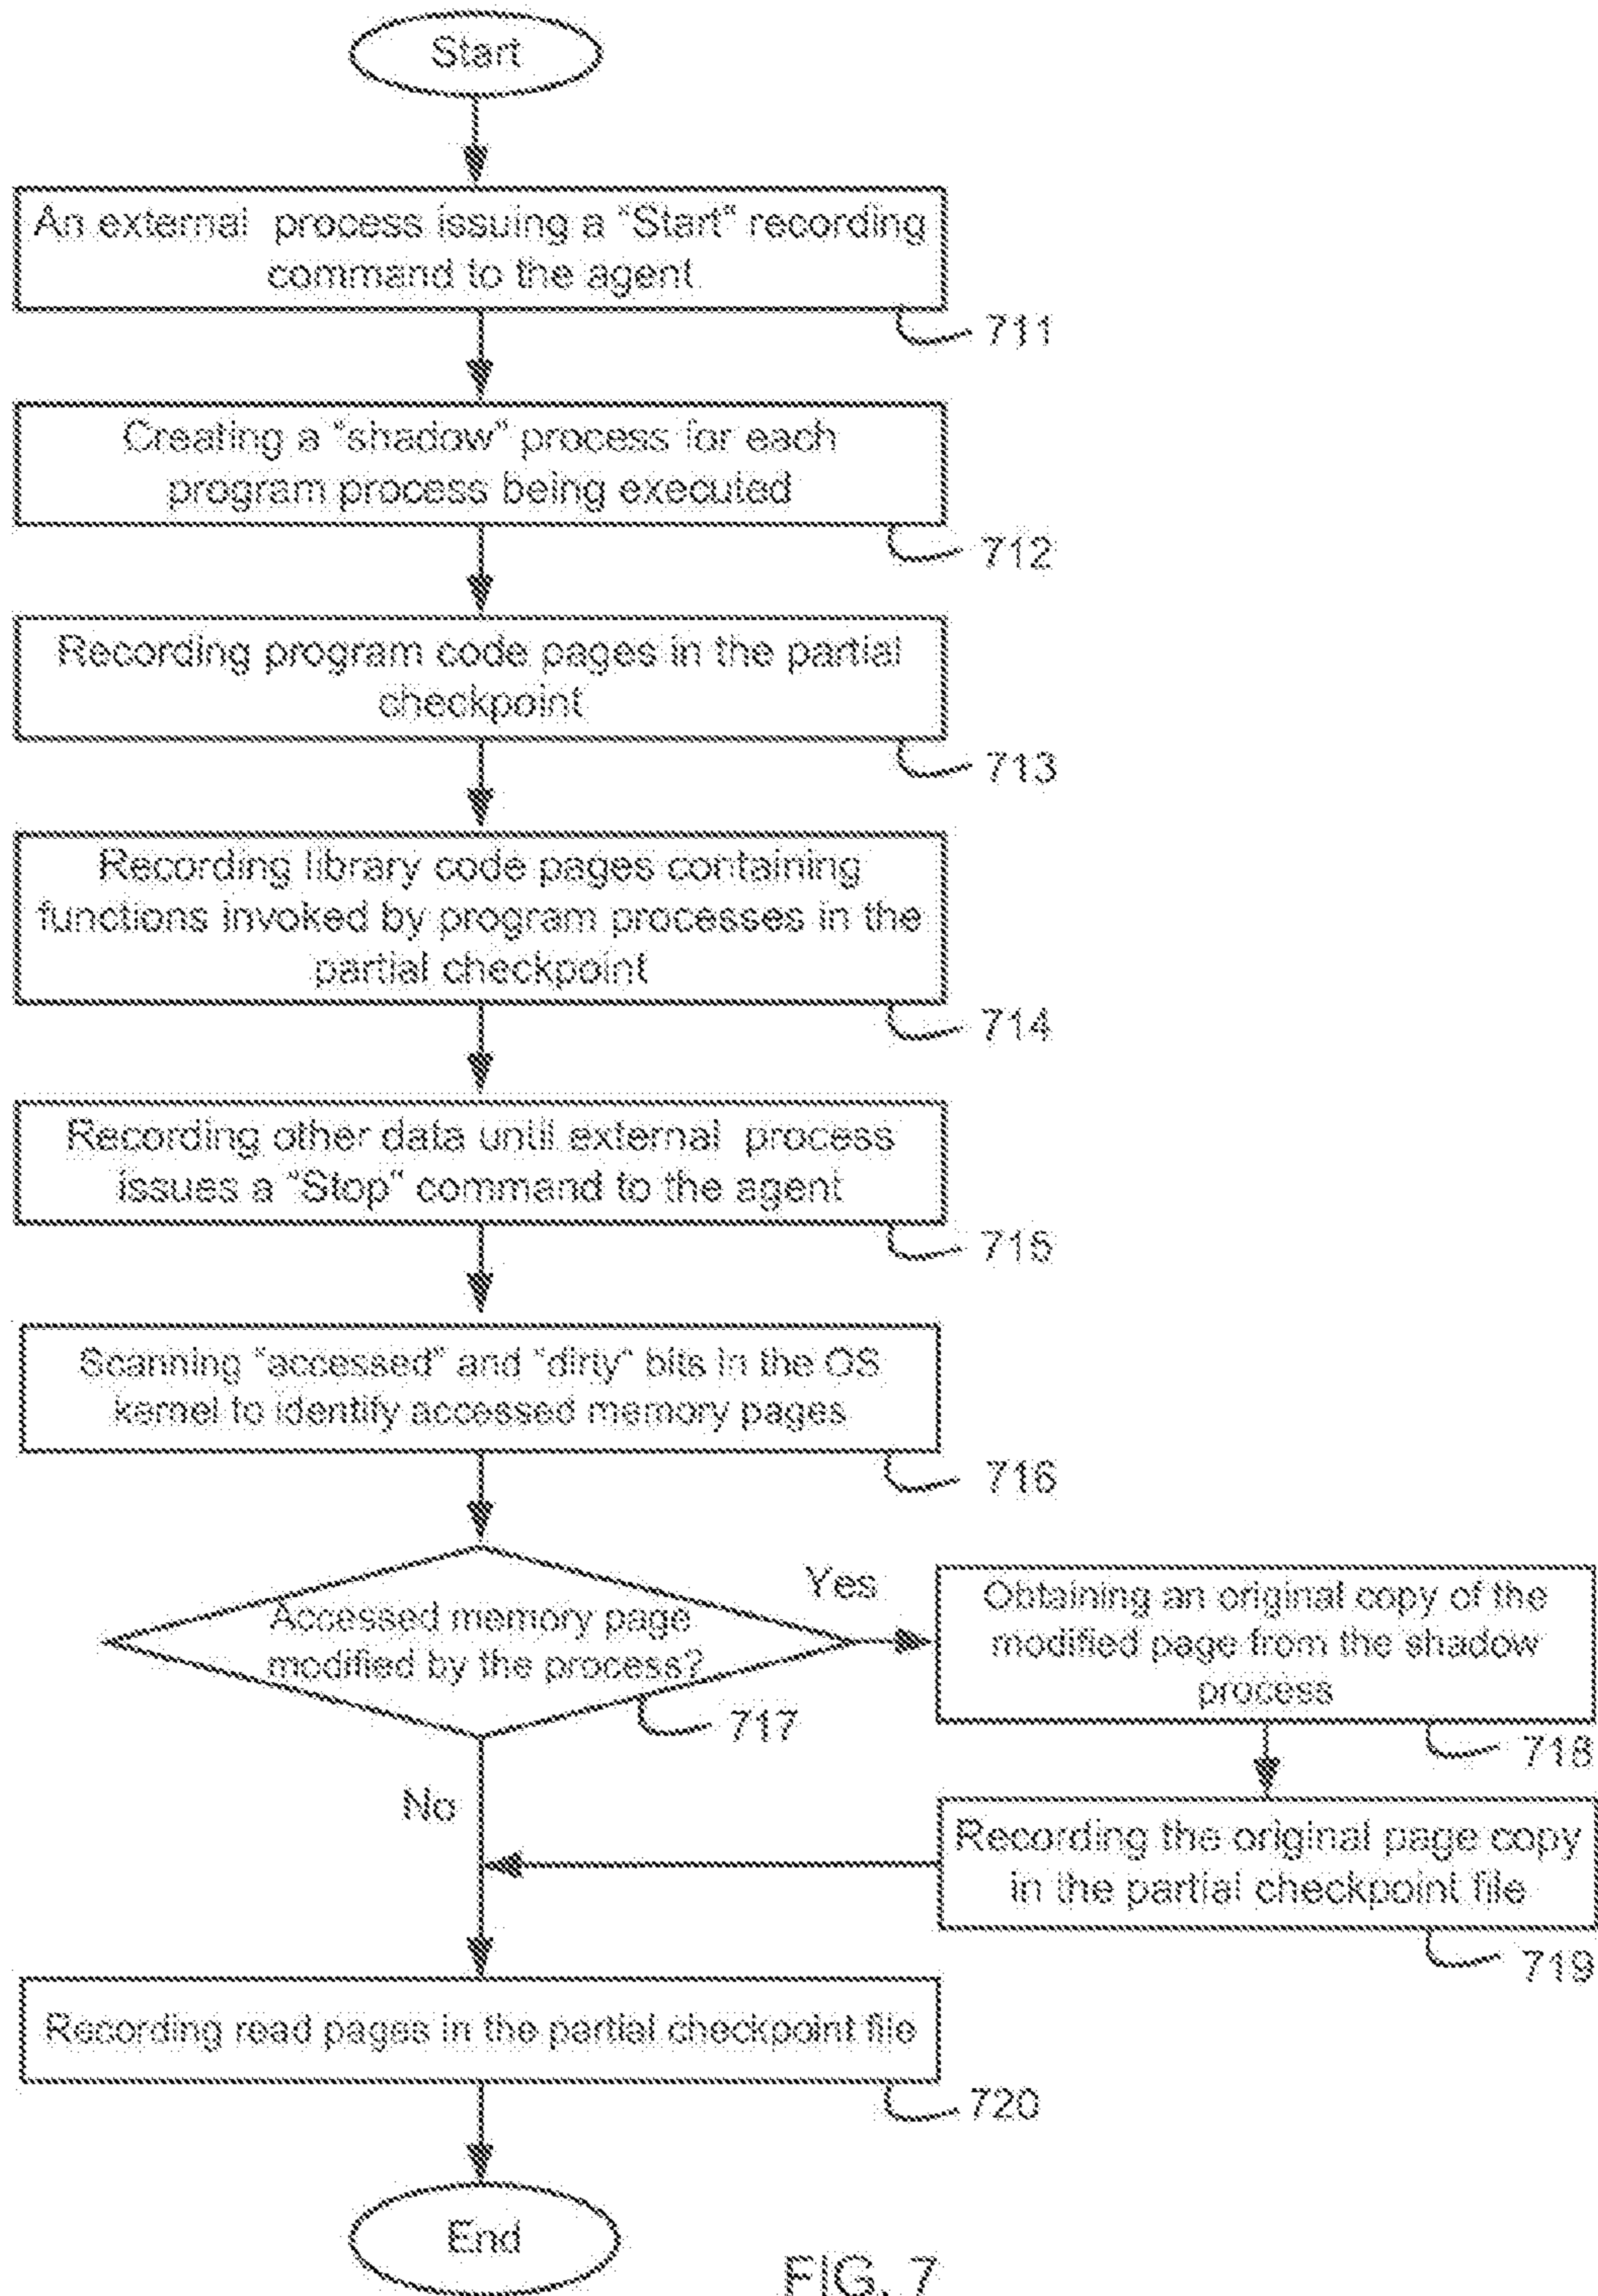 Start
An external process issuing a "Start" recording
command to the agent
711
Creating a "shadow" process for each
program process being executed
712
Recording program code pages in the partial
checkpoint
713
Recording library code pages containing
functions invoked by program processes in the
partial checkpoint
714
Recording other data until external process
issues a "Stop" command to the agent
715
Scanning "accessed" and "dirty" bits in the OS
kernel to identify accessed memory pages
716
Accessed memory page
modified by the process?
717
Yes
Obtaining an original copy of the
modified page from the shadow
process
718
No
Recording the original page copy
in the partial checkpoint file
719
Recording read pages in the partial checkpoint file
720
End
FIG. 7